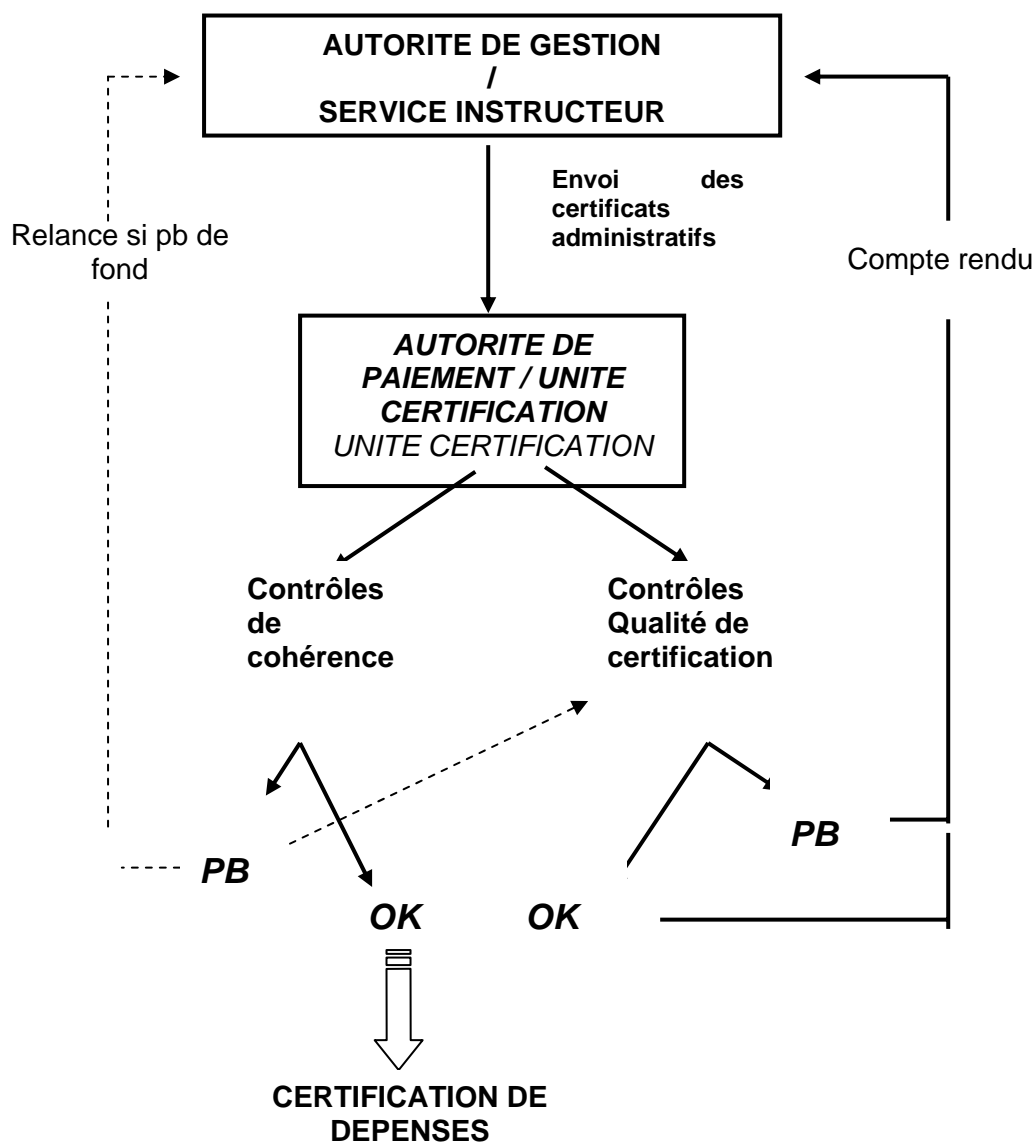 AUTORITE DE GESTION
/
SERVICE INSTRUCTEUR
Envoi des
certificats
administratifs
Relance si pb de
fond
Compte rendu
AUTORITE DE
PAIEMENT / UNITE
CERTIFICATION
UNITE CERTIFICATION
Contrôles
de
cohérence
Contrôles
Qualité de
certification
PB
PB
OK
OK
CERTIFICATION DE
DEPENSES